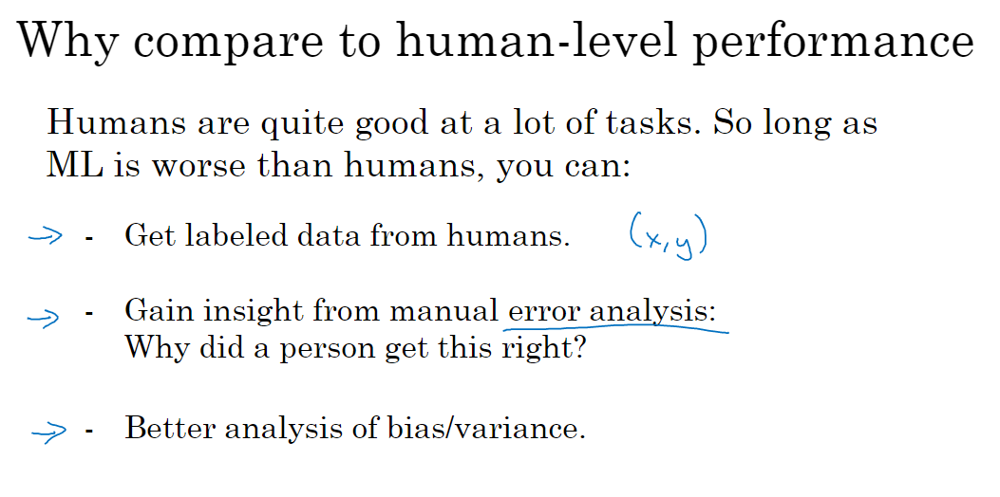 Why compare to human-level performance
Humans are quite good at a lot of tasks. So long as
ML is worse than humans, you can:
- Get labeled data from humans. (x,y)
- Gain insight from manual error analysis:
Why did a person get this right?
- Better analysis of bias/variance.